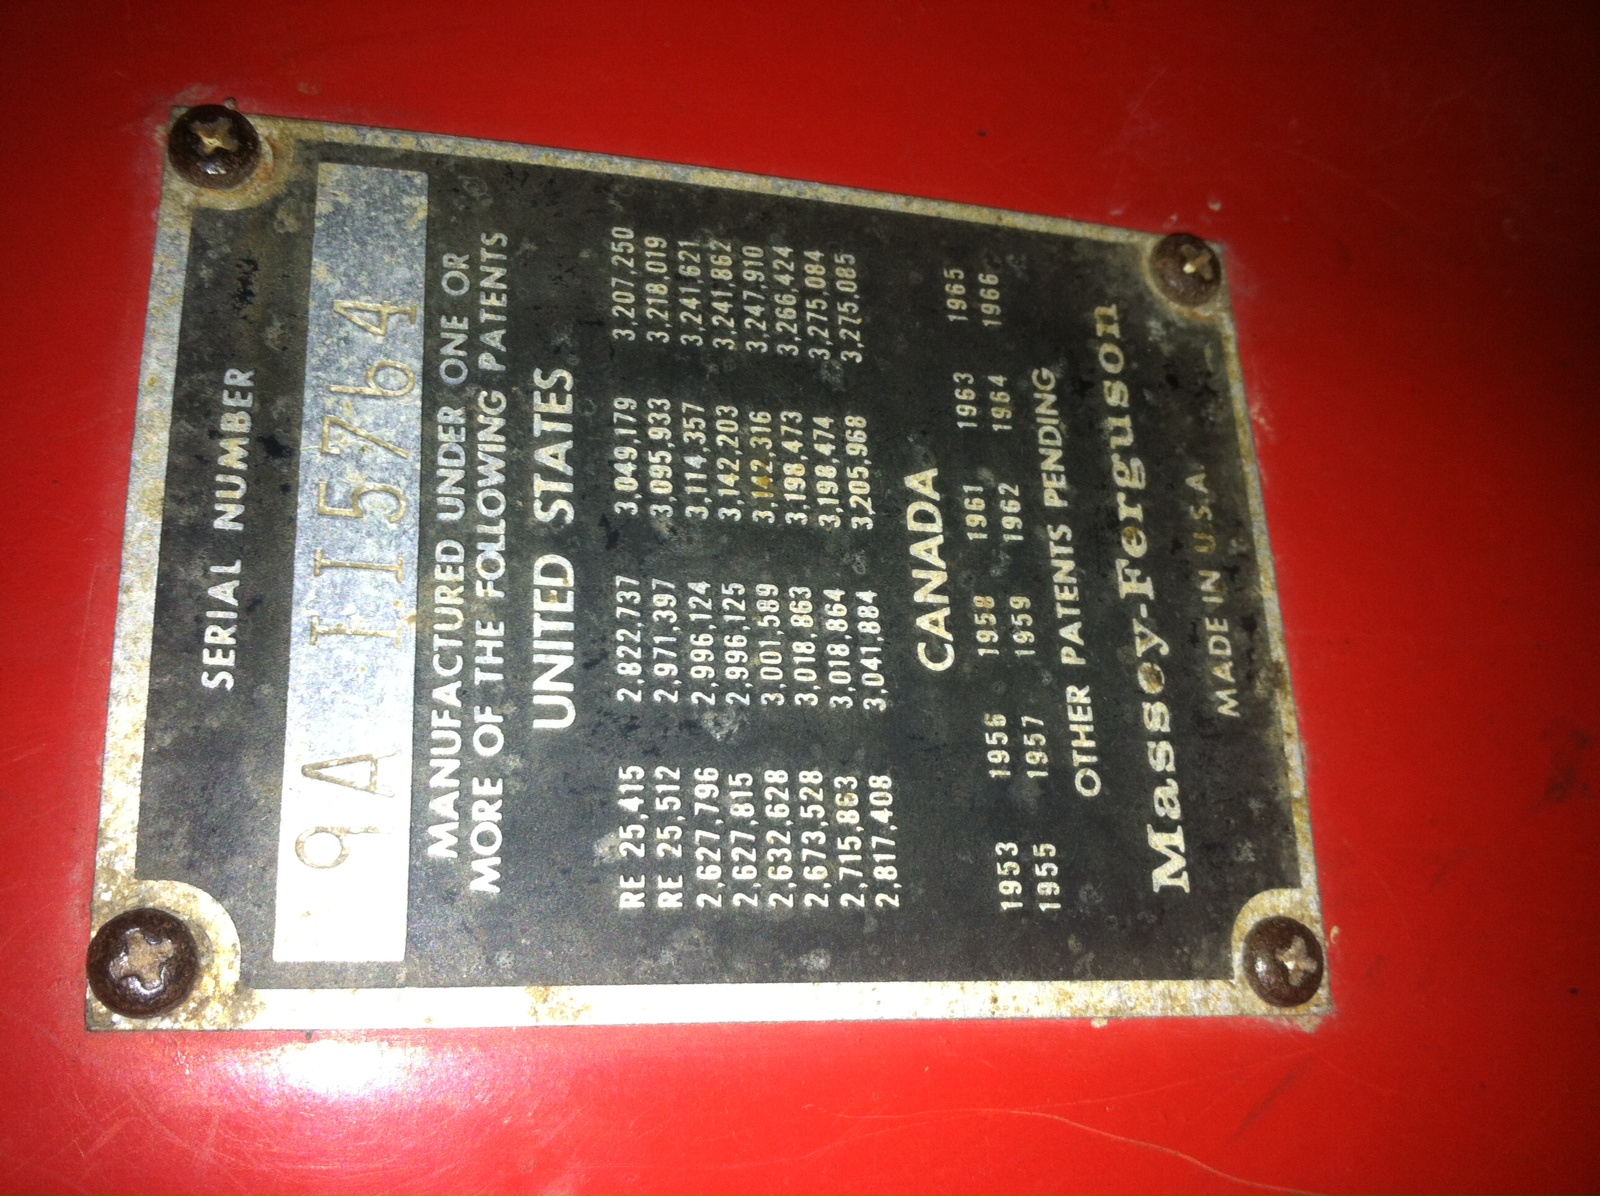 SERIAL NUMBER
9A 115764
MANUFACTURED UNDER ONE OR
MORE OF THE FOLLOWING PATENTS
UNITED STATES
RE 25,415 2,822,737 3,049,179 3,207,250
RE 25,512 2,971,397 3,095,933 3,218,019
2,627,796 2,996,124 3,114,357 3,241,621
2,627,815 2,996,125 3,142,203 3,241,862
2,632,628 3,001,589 3,142,316 3,247,910
2,673,528 3,018,863 3,198,473 3,266,424
2,715,863 3,018,864 3,198,474 3,275,084
2,817,408 3,041,884 3,205,968 3,275,085
CANADA
1953 1956 1958 1961 1963 1965
1955 1957 1959 1962 1964 1966
OTHER PATENTS PENDING
Massey-Ferguson
MADE IN U.S.A.